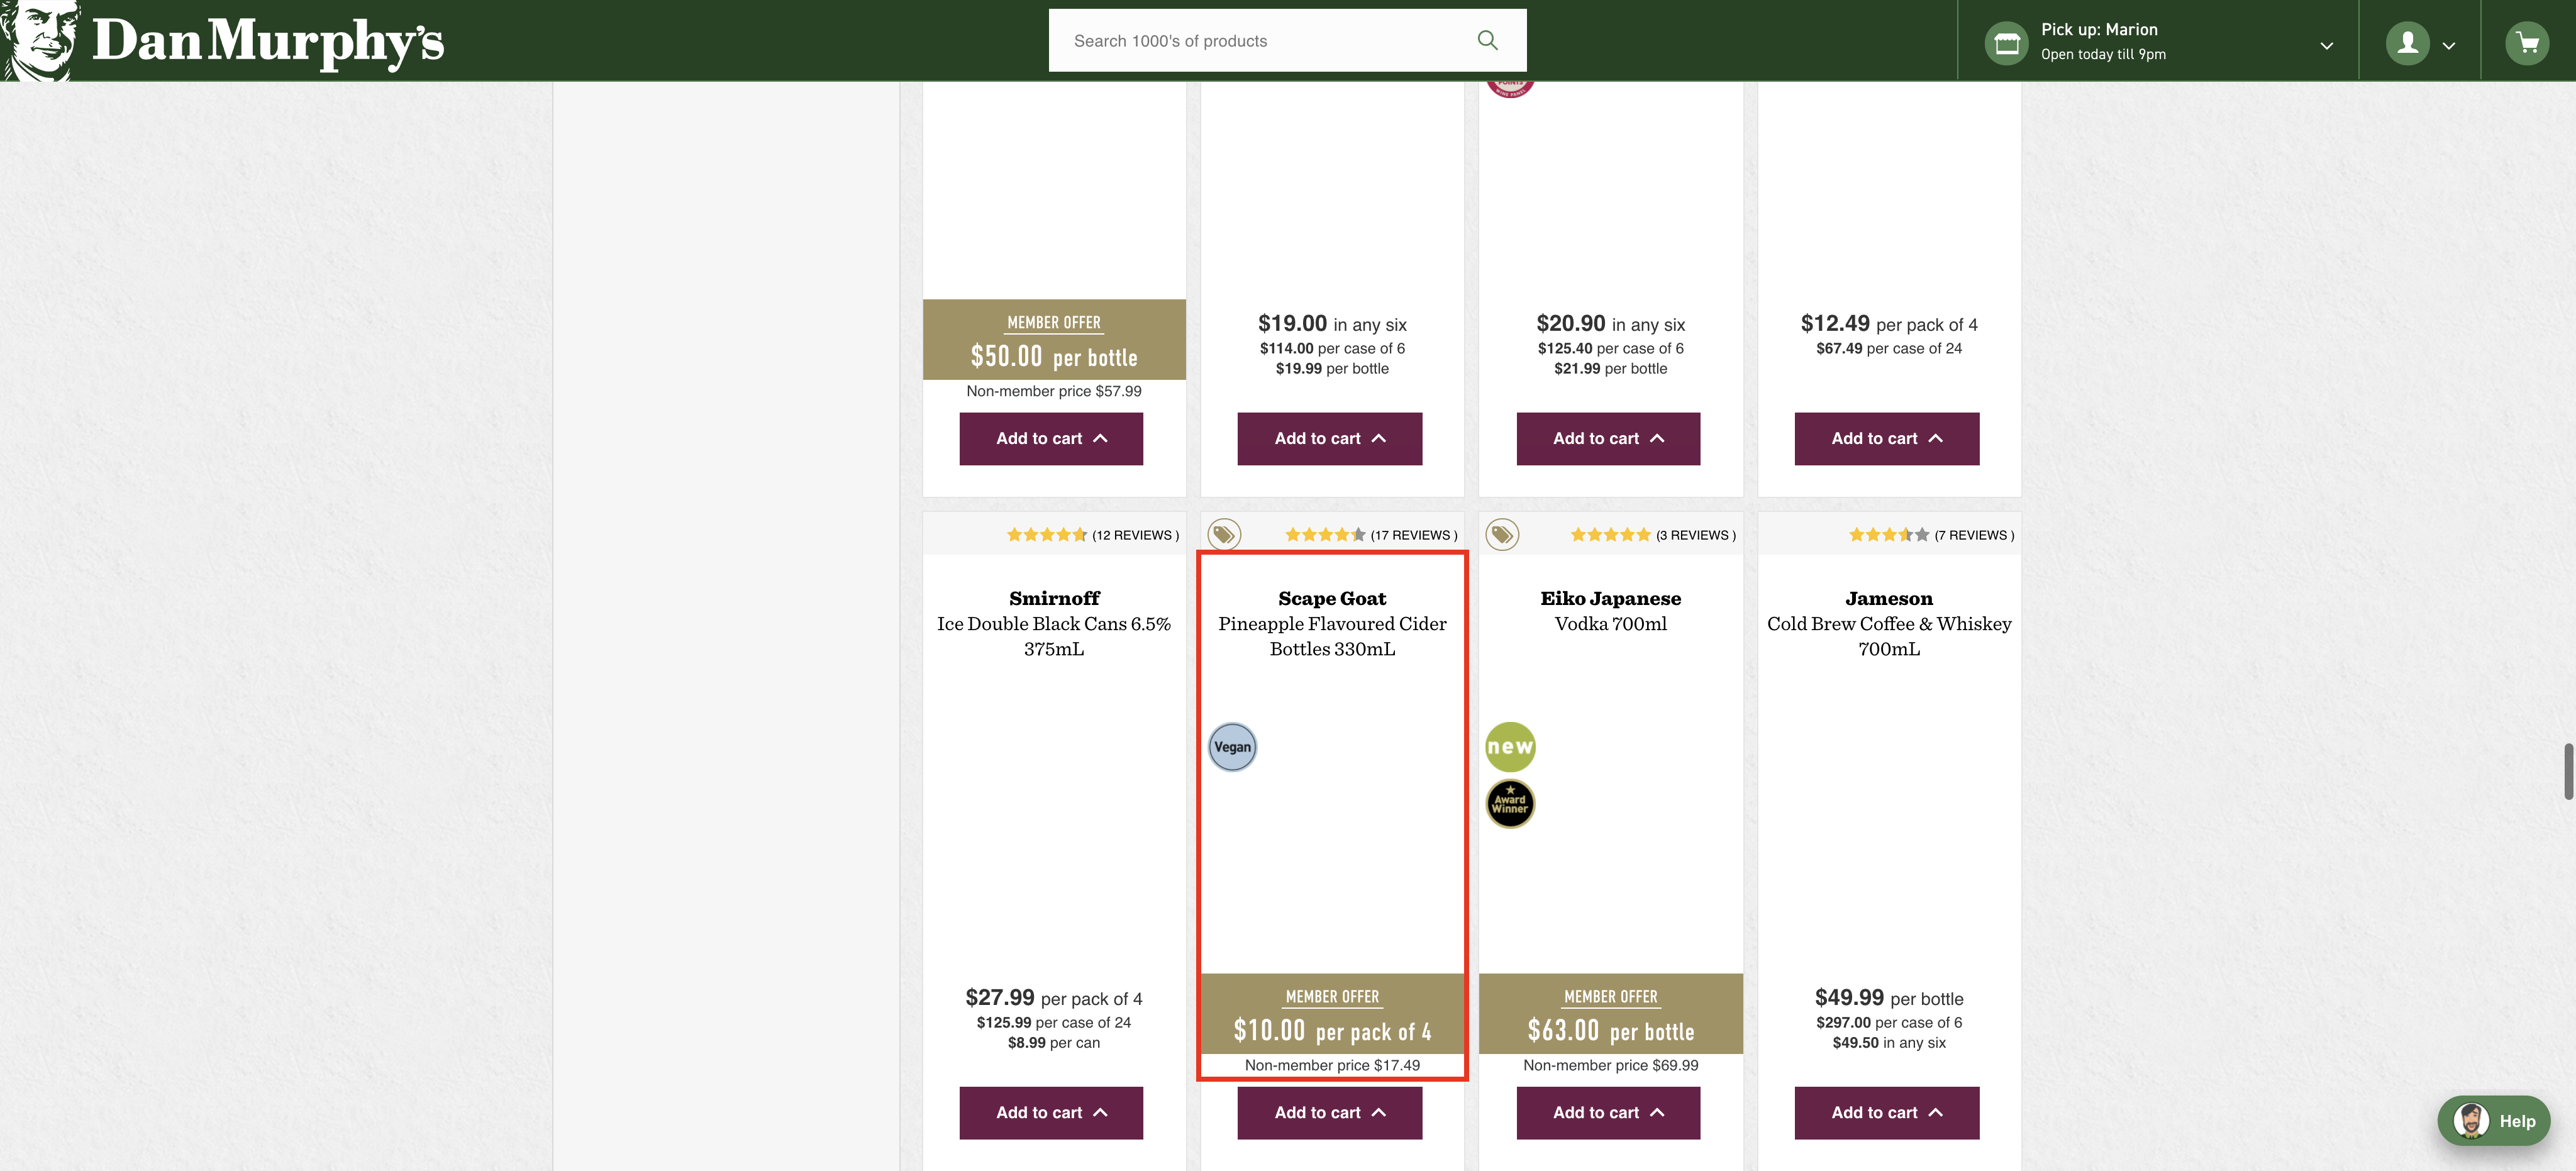 Dan Murphy's
Search 1000's of products
Pick up: Marion
Open today till 9pm
POINTS
WINE PANEL
MEMBER OFFER
$50.00 per bottle
Non-member price $57.99
Add to cart
$19.00 in any six
$114.00 per case of 6
$19.99 per bottle
Add to cart
$20.90 in any six
$125.40 per case of 6
$21.99 per bottle
Add to cart
$12.49 per pack of 4
$67.49 per case of 24
Add to cart
(12 REVIEWS )
Smirnoff
Ice Double Black Cans 6.5%
375mL
$27.99 per pack of 4
$125.99 per case of 24
$8.99 per can
Add to cart
(17 REVIEWS )
Scape Goat
Pineapple Flavoured Cider
Bottles 330mL
Vegan
MEMBER OFFER
$10.00 per pack of 4
Non-member price $17.49
Add to cart
(3 REVIEWS )
Eiko Japanese
Vodka 700ml
new
Award
Winner
MEMBER OFFER
$63.00 per bottle
Non-member price $69.99
Add to cart
(7 REVIEWS )
Jameson
Cold Brew Coffee & Whiskey
700mL
$49.99 per bottle
$297.00 per case of 6
$49.50 in any six
Add to cart
Help